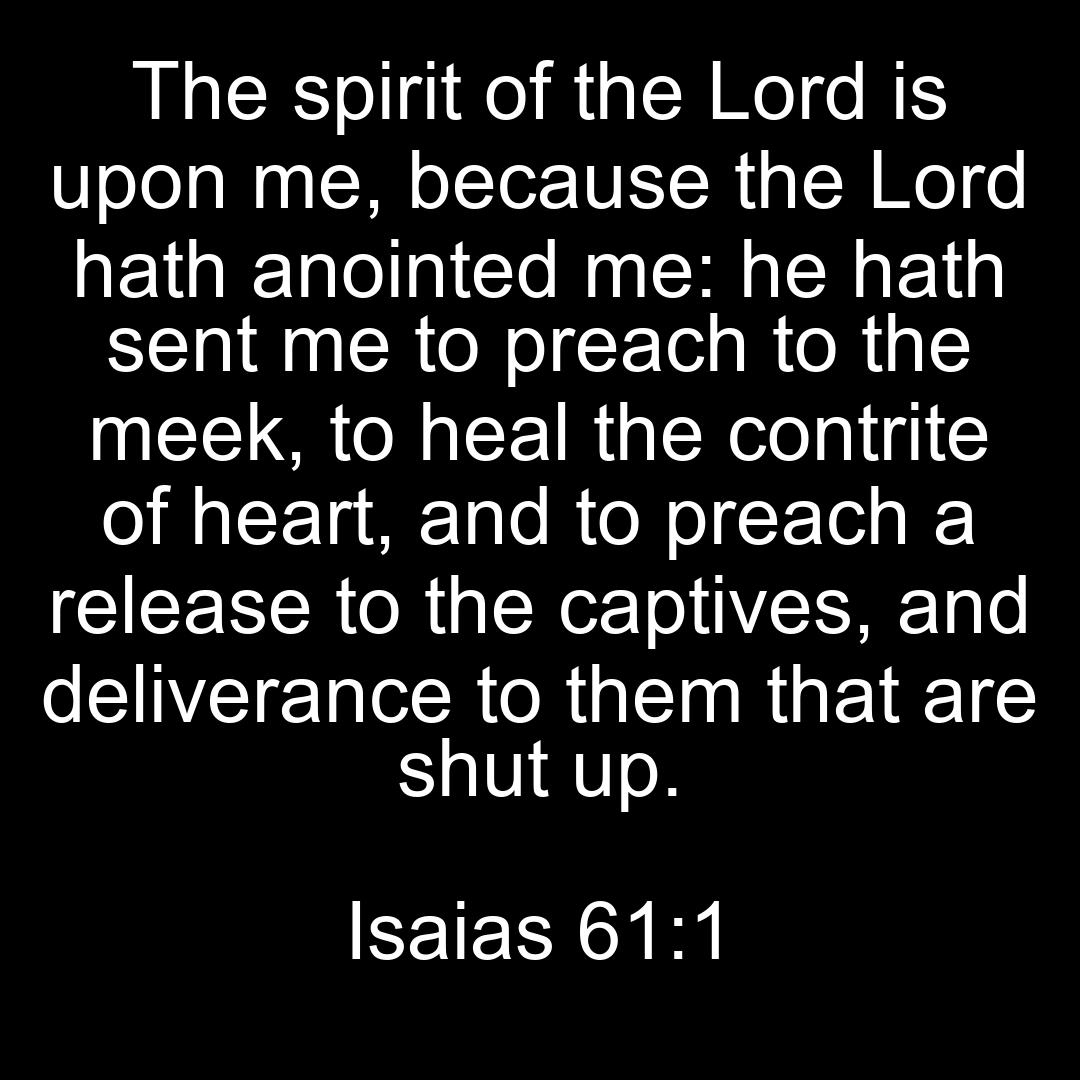 The spirit of the Lord is
upon me, because the Lord
hath anointed me: he hath
sent me to preach to the
meek, to heal the contrite
of heart, and to preach a
release to the captives, and
deliverance to them that are
shut up.
Isaias 61:1